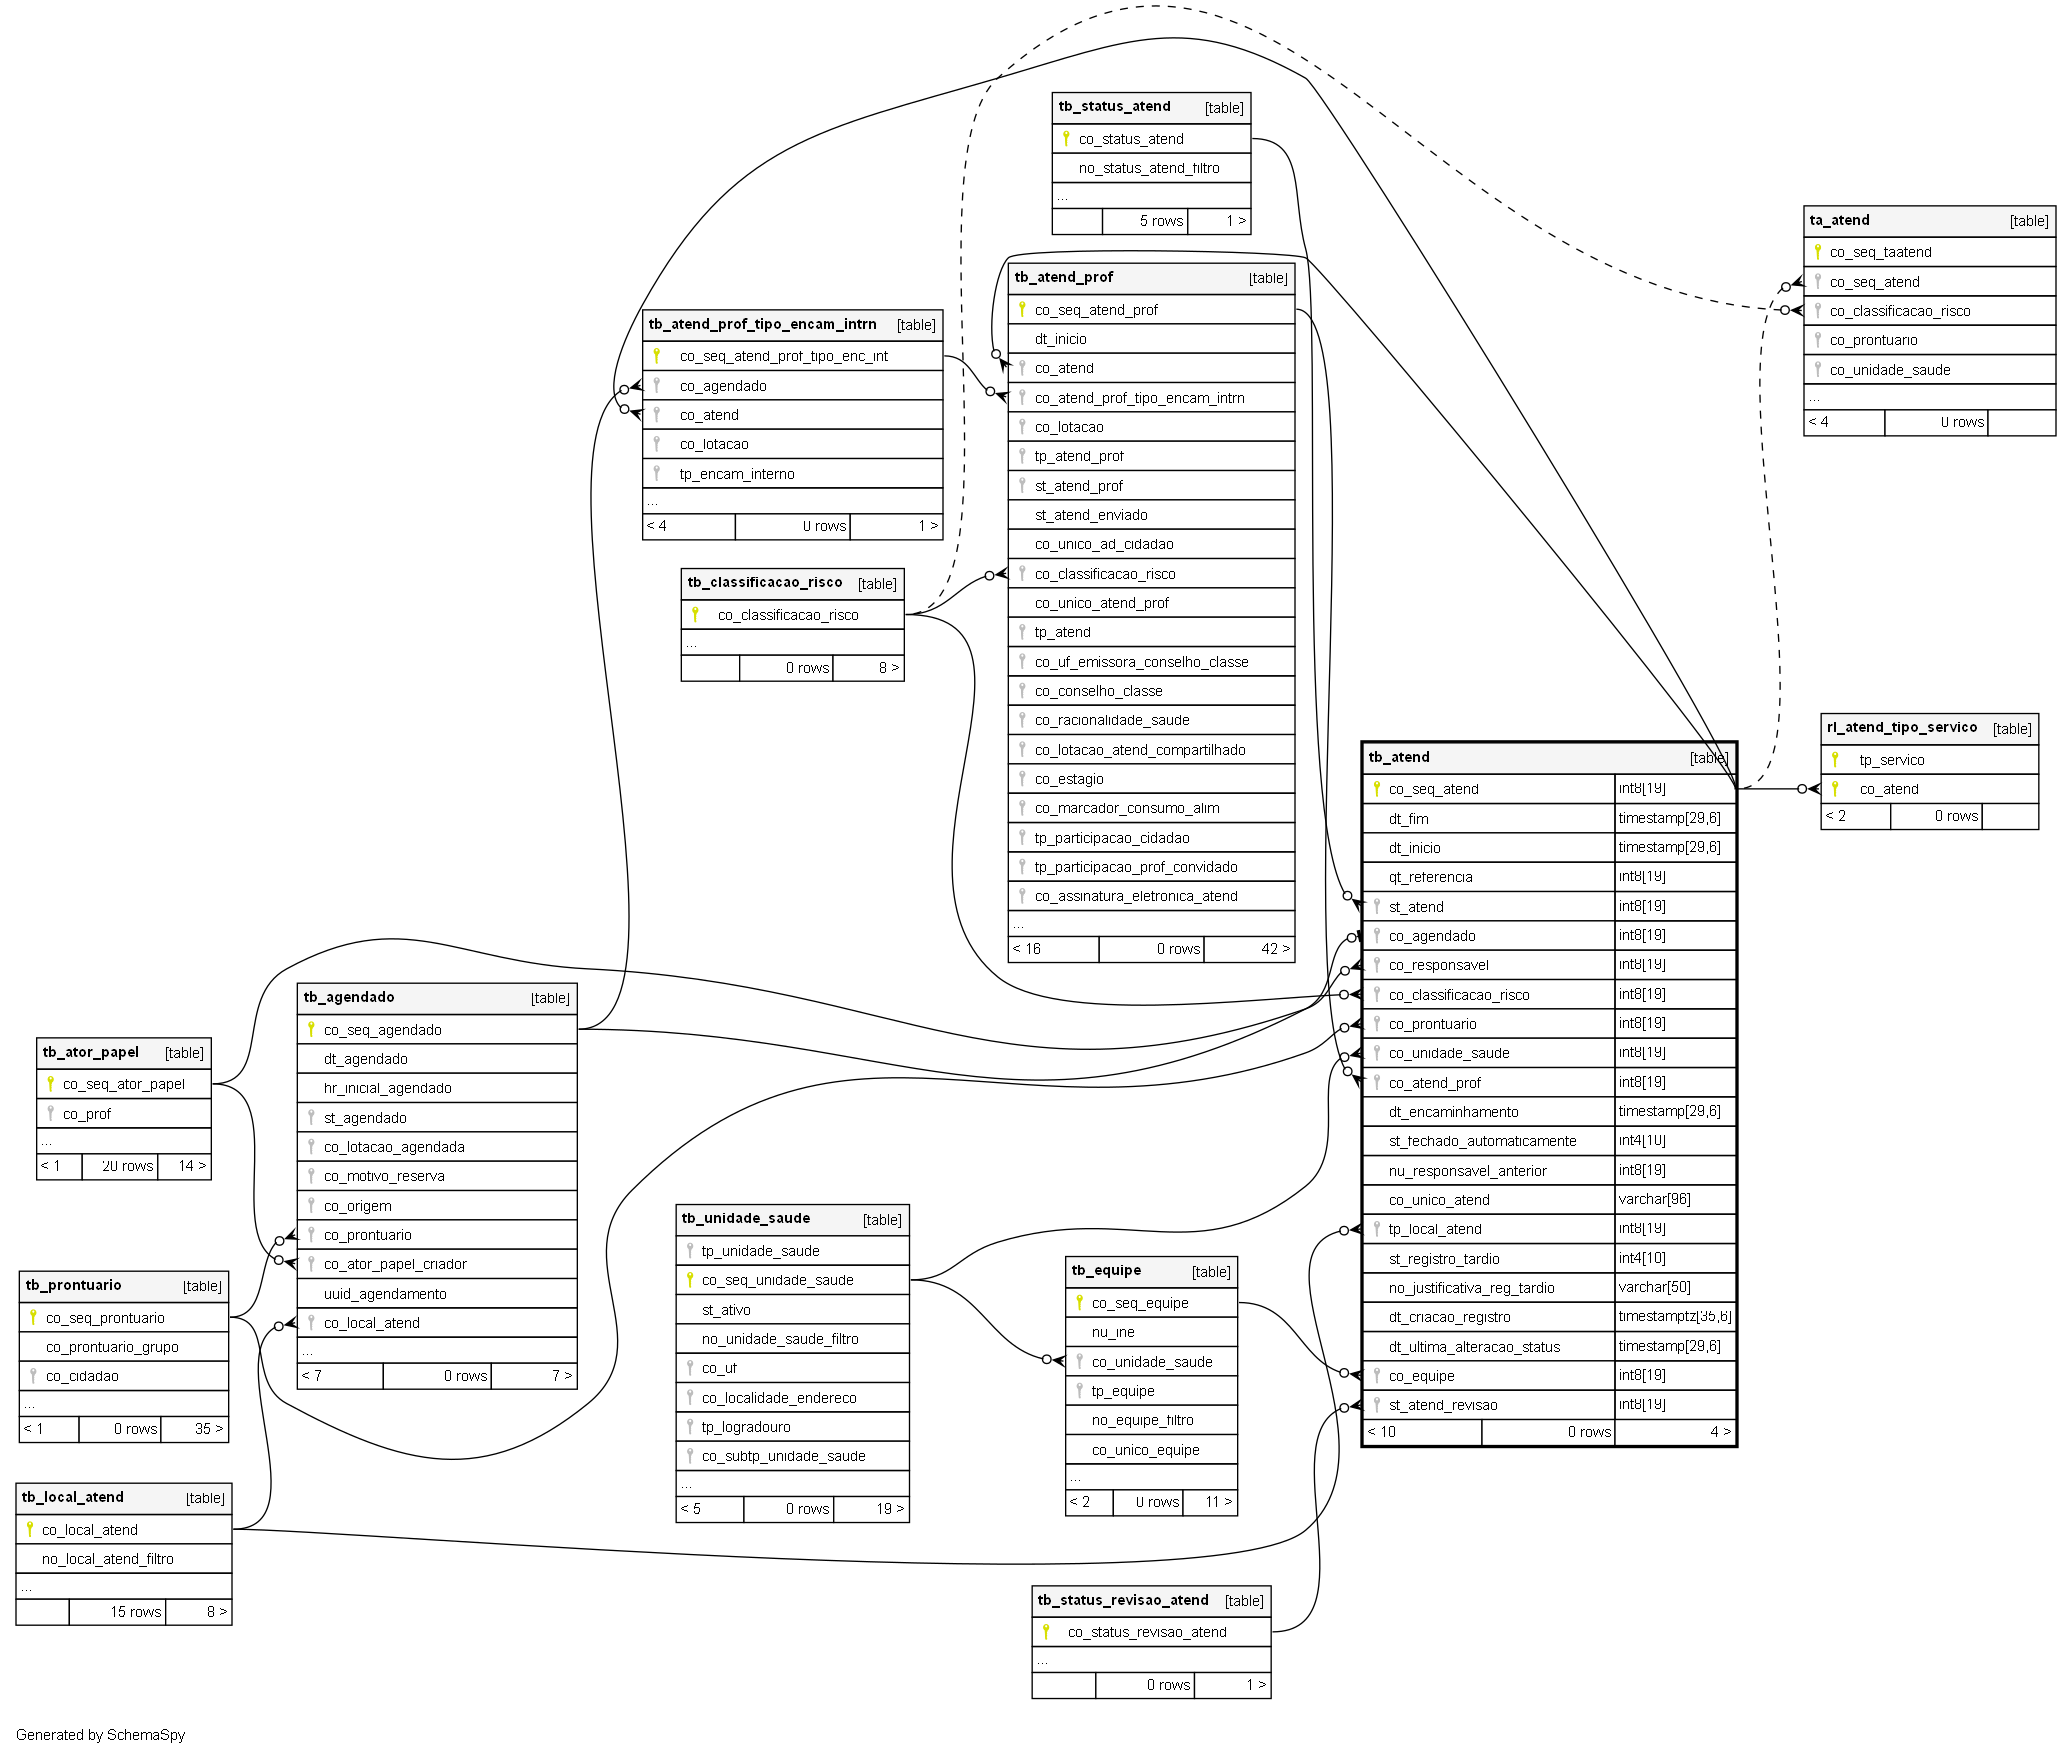 tb_status_atend [table]
co_status_atend
no_status_atend_filtro
...
5 rows 1 >
ta_atend [table]
co_seq_taatend
co_seq_atend
co_classificacao_risco
co_prontuario
co_unidade_saude
...
< 4 0 rows
tb_atend_prof [table]
co_seq_atend_prof
dt_inicio
co_atend
co_atend_prof_tipo_encam_intrn
co_lotacao
tp_atend_prof
st_atend_prof
st_atend_enviado
co_unico_ad_cidadao
co_classificacao_risco
co_unico_atend_prof
tp_atend
co_uf_emissora_conselho_classe
co_conselho_classe
co_racionalidade_saude
co_lotacao_atend_compartilhado
co_estagio
co_marcador_consumo_alim
tp_participacao_cidadao
tp_participacao_prof_convidado
co_assinatura_eletronica_atend
...
< 16 0 rows 42 >
tb_atend_prof_tipo_encam_intrn [table]
co_seq_atend_prof_tipo_enc_int
co_agendado
co_atend
co_lotacao
tp_encam_interno
...
< 4 0 rows 1 >
tb_classificacao_risco [table]
co_classificacao_risco
...
0 rows 8 >
rl_atend_tipo_servico [table]
tp_servico
co_atend
< 2 0 rows
tb_atend [table]
co_seq_atend int8[19]
dt_fim timestamp[29,6]
dt_inicio timestamp[29,6]
qt_referencia int8[19]
st_atend int8[19]
co_agendado int8[19]
co_responsavel int8[19]
co_classificacao_risco int8[19]
co_prontuario int8[19]
co_unidade_saude int8[19]
co_atend_prof int8[19]
dt_encaminhamento timestamp[29,6]
st_fechado_automaticamente int4[10]
nu_responsavel_anterior int8[19]
co_unico_atend varchar[96]
tp_local_atend int8[19]
st_registro_tardio int4[10]
no_justificativa_reg_tardio varchar[50]
dt_criacao_registro timestamptz[35,6]
dt_ultima_alteracao_status timestamp[29,6]
co_equipe int8[19]
st_atend_revisao int8[19]
< 10 0 rows 4 >
tb_agendado [table]
co_seq_agendado
dt_agendado
hr_inicial_agendado
st_agendado
co_lotacao_agendada
co_motivo_reserva
co_origem
co_prontuario
co_ator_papel_criador
uuid_agendamento
co_local_atend
...
< 7 0 rows 7 >
tb_ator_papel [table]
co_seq_ator_papel
co_prof
...
< 1 20 rows 14 >
tb_prontuario [table]
co_seq_prontuario
co_prontuario_grupo
co_cidadao
...
< 1 0 rows 35 >
tb_local_atend [table]
co_local_atend
no_local_atend_filtro
...
15 rows 8 >
tb_unidade_saude [table]
tp_unidade_saude
co_seq_unidade_saude
st_ativo
no_unidade_saude_filtro
co_uf
co_localidade_endereco
tp_logradouro
co_subtp_unidade_saude
...
< 5 0 rows 19 >
tb_equipe [table]
co_seq_equipe
nu_ine
co_unidade_saude
tp_equipe
no_equipe_filtro
co_unico_equipe
...
< 2 0 rows 11 >
tb_status_revisao_atend [table]
co_status_revisao_atend
...
0 rows 1 >
Generated by SchemaSpy